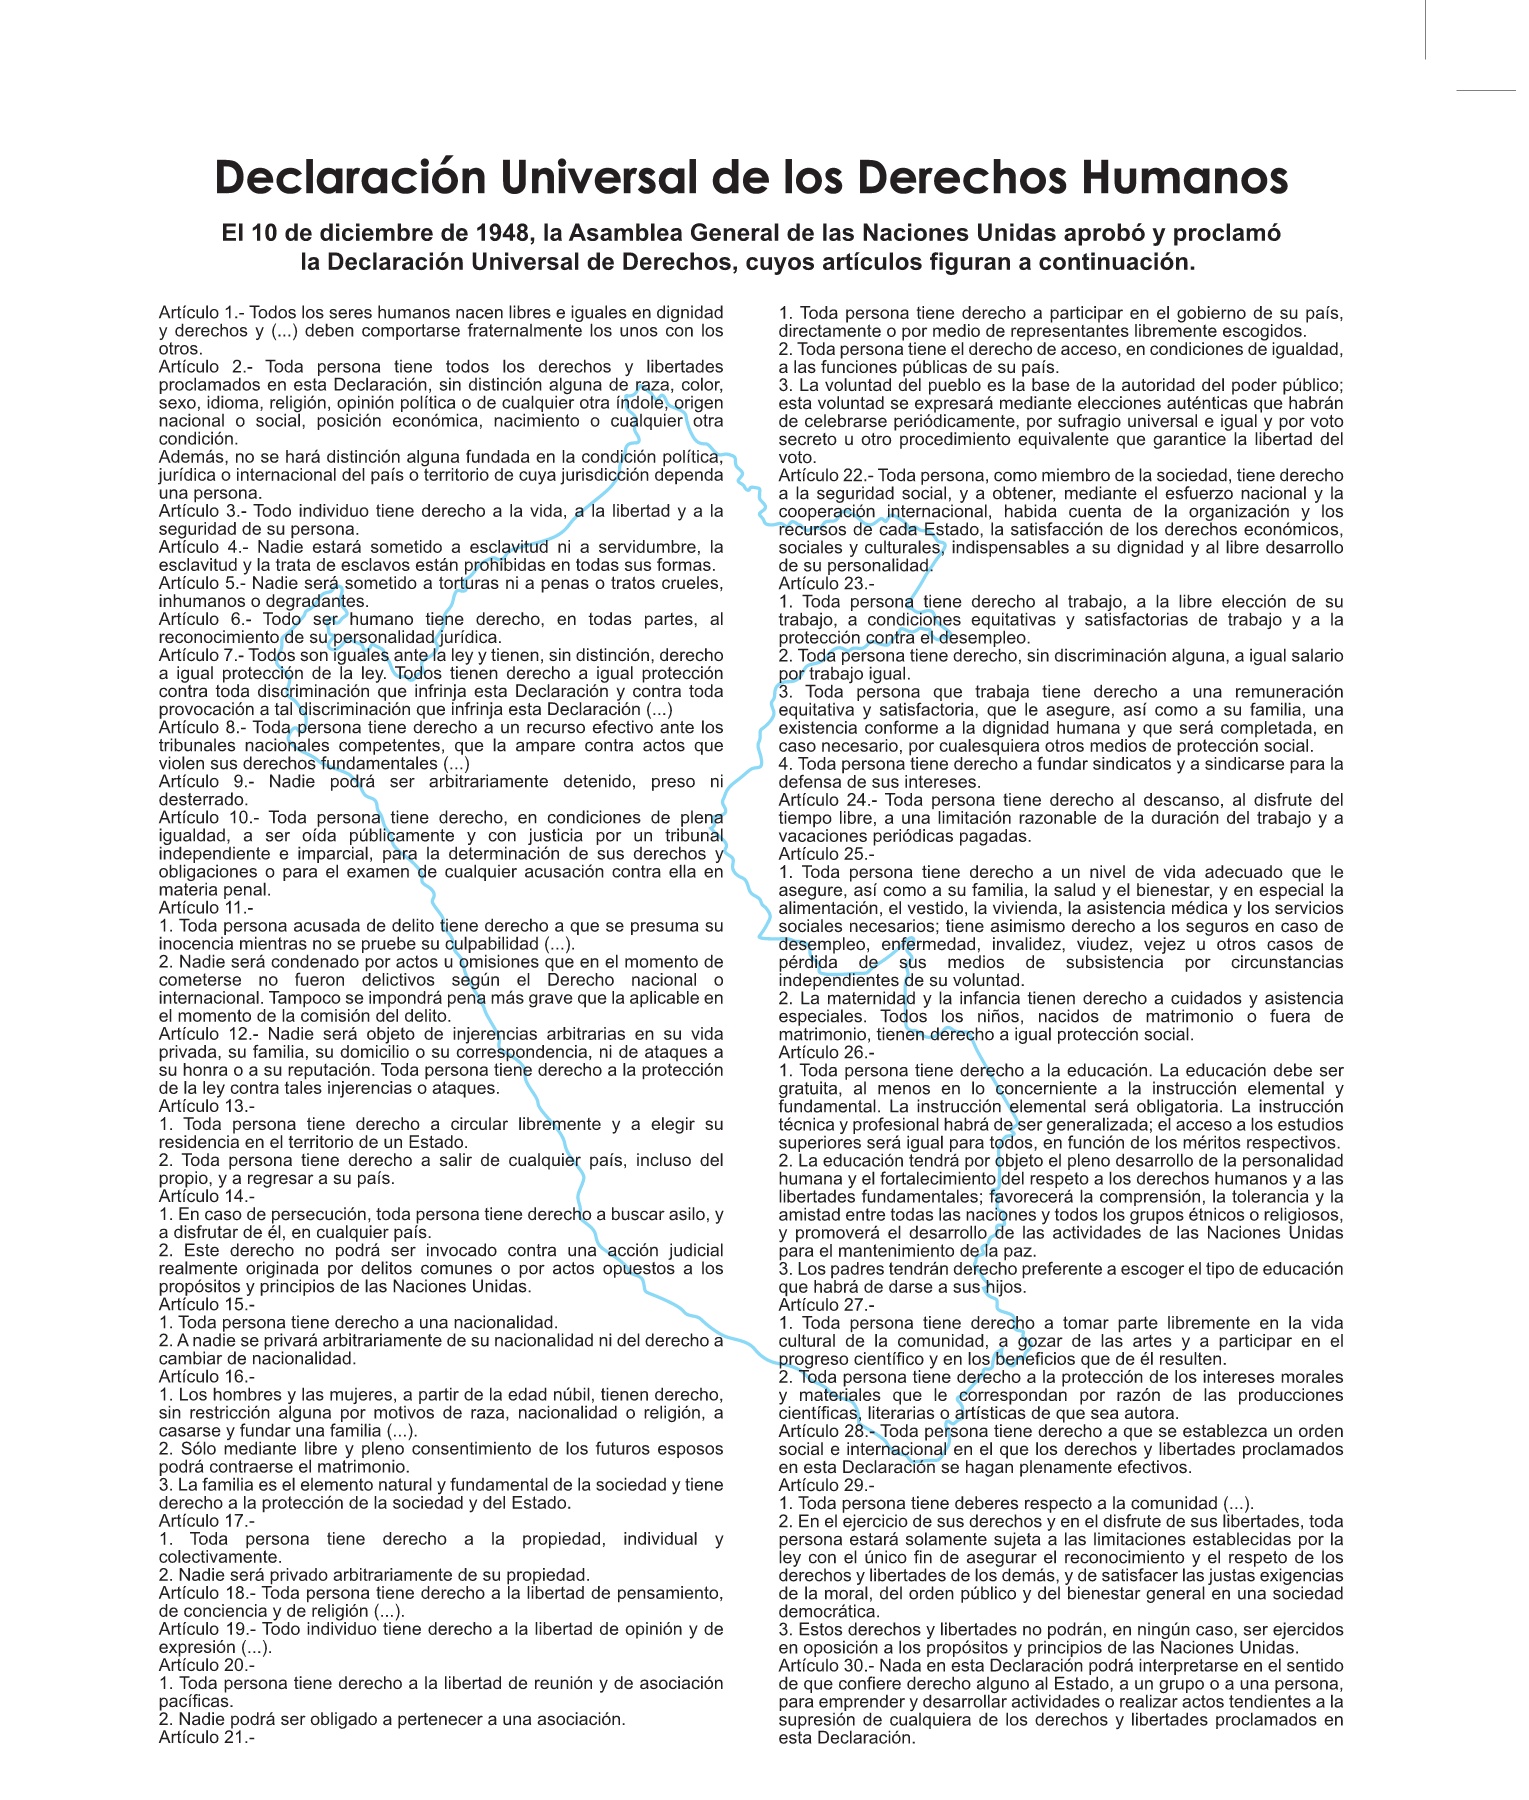 Declaración Universal de los Derechos Humanos
El 10 de diciembre de 1948, la Asamblea General de las Naciones Unidas aprobó y proclamó
la Declaración Universal de Derechos, cuyos artículos figuran a continuación.
Artículo 1.- Todos los seres humanos nacen libres e iguales en dignidad
y derechos y (...) deben comportarse fraternalmente los unos con los
otros.
Artículo 2.- Toda persona tiene todos los derechos y libertades
proclamados en esta Declaración, sin distinción alguna de raza, color,
sexo, idioma, religión, opinión política o de cualquier otra índole, origen
nacional o social, posición económica, nacimiento o cualquier otra
condición.
Además, no se hará distinción alguna fundada en la condición política,
jurídica o internacional del país o territorio de cuya jurisdicción dependa
una persona.
Artículo 3.- Todo individuo tiene derecho a la vida, a la libertad y a la
seguridad de su persona.
Artículo 4.- Nadie estará sometido a esclavitud ni a servidumbre, la
esclavitud y la trata de esclavos están prohibidas en todas sus formas.
Artículo 5.- Nadie será sometido a torturas ni a penas o tratos crueles,
inhumanos o degradantes.
Artículo 6.- Todo ser humano tiene derecho, en todas partes, al
reconocimiento de su personalidad jurídica.
Artículo 7.- Todos son iguales ante la ley y tienen, sin distinción, derecho
a igual protección de la ley. Todos tienen derecho a igual protección
contra toda discriminación que infrinja esta Declaración y contra toda
provocación a tal discriminación que infrinja esta Declaración (...)
Artículo 8.- Toda persona tiene derecho a un recurso efectivo ante los
tribunales nacionales competentes, que la ampare contra actos que
violen sus derechos fundamentales (...)
Artículo 9.- Nadie podrá ser arbitrariamente detenido, preso ni
desterrado.
Artículo 10.- Toda persona tiene derecho, en condiciones de plena
igualdad, a ser oída públicamente y con justicia por un tribunal
independiente e imparcial, para la determinación de sus derechos y
obligaciones o para el examen de cualquier acusación contra ella en
materia penal.
Artículo 11.-
1. Toda persona acusada de delito tiene derecho a que se presuma su
inocencia mientras no se pruebe su culpabilidad (...).
2. Nadie será condenado por actos u omisiones que en el momento de
cometerse no fueron delictivos según el Derecho nacional o
internacional. Tampoco se impondrá pena más grave que la aplicable en
el momento de la comisión del delito.
Artículo 12.- Nadie será objeto de injerencias arbitrarias en su vida
privada, su familia, su domicilio o su correspondencia, ni de ataques a
su honra o a su reputación. Toda persona tiene derecho a la protección
de la ley contra tales injerencias o ataques.
Artículo 13.-
1. Toda persona tiene derecho a circular libremente y a elegir su
residencia en el territorio de un Estado.
2. Toda persona tiene derecho a salir de cualquier país, incluso del
propio, y a regresar a su país.
Artículo 14.-
1. En caso de persecución, toda persona tiene derecho a buscar asilo, y
a disfrutar de él, en cualquier país.
2. Este derecho no podrá ser invocado contra una acción judicial
realmente originada por delitos comunes o por actos opuestos a los
propósitos y principios de las Naciones Unidas.
Artículo 15.-
1. Toda persona tiene derecho a una nacionalidad.
2. A nadie se privará arbitrariamente de su nacionalidad ni del derecho a
cambiar de nacionalidad.
Artículo 16.-
1. Los hombres y las mujeres, a partir de la edad núbil, tienen derecho,
sin restricción alguna por motivos de raza, nacionalidad o religión, a
casarse y fundar una familia (...).
2. Sólo mediante libre y pleno consentimiento de los futuros esposos
podrá contraerse el matrimonio.
3. La familia es el elemento natural y fundamental de la sociedad y tiene
derecho a la protección de la sociedad y del Estado.
Artículo 17.-
1. Toda persona tiene derecho a la propiedad, individual y
colectivamente.
2. Nadie será privado arbitrariamente de su propiedad.
Artículo 18.- Toda persona tiene derecho a la libertad de pensamiento,
de conciencia y de religión (...).
Artículo 19.- Todo individuo tiene derecho a la libertad de opinión y de
expresión (...).
Artículo 20.-
1. Toda persona tiene derecho a la libertad de reunión y de asociación
pacíficas.
2. Nadie podrá ser obligado a pertenecer a una asociación.
Artículo 21.-
1. Toda persona tiene derecho a participar en el gobierno de su país,
directamente o por medio de representantes libremente escogidos.
2. Toda persona tiene el derecho de acceso, en condiciones de igualdad,
a las funciones públicas de su país.
3. La voluntad del pueblo es la base de la autoridad del poder público;
esta voluntad se expresará mediante elecciones auténticas que habrán
de celebrarse periódicamente, por sufragio universal e igual y por voto
secreto u otro procedimiento equivalente que garantice la libertad del
voto.
Artículo 22.- Toda persona, como miembro de la sociedad, tiene derecho
a la seguridad social, y a obtener, mediante el esfuerzo nacional y la
cooperación internacional, habida cuenta de la organización y los
recursos de cada Estado, la satisfacción de los derechos económicos,
sociales y culturales, indispensables a su dignidad y al libre desarrollo
de su personalidad.
Artículo 23.-
1. Toda persona tiene derecho al trabajo, a la libre elección de su
trabajo, a condiciones equitativas y satisfactorias de trabajo y a la
protección contra el desempleo.
2. Toda persona tiene derecho, sin discriminación alguna, a igual salario
por trabajo igual.
3. Toda persona que trabaja tiene derecho a una remuneración
equitativa y satisfactoria, que le asegure, así como a su familia, una
existencia conforme a la dignidad humana y que será completada, en
caso necesario, por cualesquiera otros medios de protección social.
4. Toda persona tiene derecho a fundar sindicatos y a sindicarse para la
defensa de sus intereses.
Artículo 24.- Toda persona tiene derecho al descanso, al disfrute del
tiempo libre, a una limitación razonable de la duración del trabajo y a
vacaciones periódicas pagadas.
Artículo 25.-
1. Toda persona tiene derecho a un nivel de vida adecuado que le
asegure, así como a su familia, la salud y el bienestar, y en especial la
alimentación, el vestido, la vivienda, la asistencia médica y los servicios
sociales necesarios; tiene asimismo derecho a los seguros en caso de
desempleo, enfermedad, invalidez, viudez, vejez u otros casos de
pérdida de sus medios de subsistencia por circunstancias
independientes de su voluntad.
2. La maternidad y la infancia tienen derecho a cuidados y asistencia
especiales. Todos los niños, nacidos de matrimonio o fuera de
matrimonio, tienen derecho a igual protección social.
Artículo 26.-
1. Toda persona tiene derecho a la educación. La educación debe ser
gratuita, al menos en lo concerniente a la instrucción elemental y
fundamental. La instrucción elemental será obligatoria. La instrucción
técnica y profesional habrá de ser generalizada; el acceso a los estudios
superiores será igual para todos, en función de los méritos respectivos.
2. La educación tendrá por objeto el pleno desarrollo de la personalidad
humana y el fortalecimiento del respeto a los derechos humanos y a las
libertades fundamentales; favorecerá la comprensión, la tolerancia y la
amistad entre todas las naciones y todos los grupos étnicos o religiosos,
y promoverá el desarrollo de las actividades de las Naciones Unidas
para el mantenimiento de la paz.
3. Los padres tendrán derecho preferente a escoger el tipo de educación
que habrá de darse a sus hijos.
Artículo 27.-
1. Toda persona tiene derecho a tomar parte libremente en la vida
cultural de la comunidad, a gozar de las artes y a participar en el
progreso científico y en los beneficios que de él resulten.
2. Toda persona tiene derecho a la protección de los intereses morales
y materiales que le correspondan por razón de las producciones
científicas, literarias o artísticas de que sea autora.
Artículo 28.- Toda persona tiene derecho a que se establezca un orden
social e internacional en el que los derechos y libertades proclamados
en esta Declaración se hagan plenamente efectivos.
Artículo 29.-
1. Toda persona tiene deberes respecto a la comunidad (...).
2. En el ejercicio de sus derechos y en el disfrute de sus libertades, toda
persona estará solamente sujeta a las limitaciones establecidas por la
ley con el único fin de asegurar el reconocimiento y el respeto de los
derechos y libertades de los demás, y de satisfacer las justas exigencias
de la moral, del orden público y del bienestar general en una sociedad
democrática.
3. Estos derechos y libertades no podrán, en ningún caso, ser ejercidos
en oposición a los propósitos y principios de las Naciones Unidas.
Artículo 30.- Nada en esta Declaración podrá interpretarse en el sentido
de que confiere derecho alguno al Estado, a un grupo o a una persona,
para emprender y desarrollar actividades o realizar actos tendientes a la
supresión de cualquiera de los derechos y libertades proclamados en
esta Declaración.